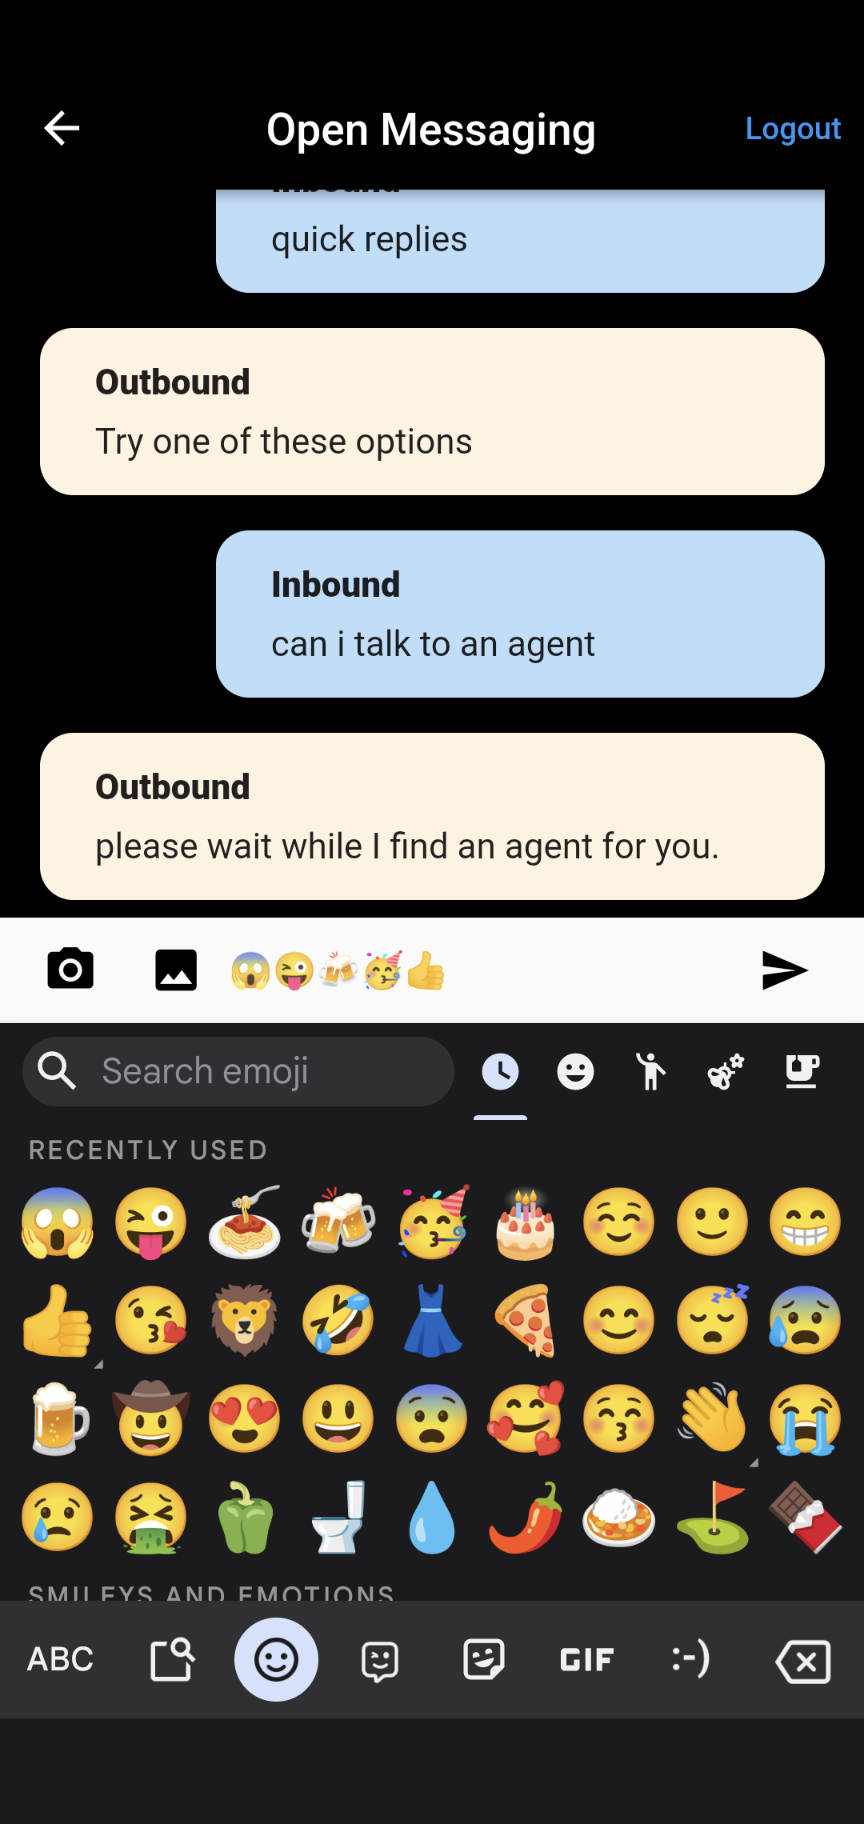 Open Messaging
Logout
quick replies
Outbound
Try one of these options
Inbound
can i talk to an agent
Outbound
please wait while I find an agent for you.
😱😜🍻🥳👍
Search emoji
RECENTLY USED
SMILEYS AND EMOTIONS
ABC
GIF
:-)